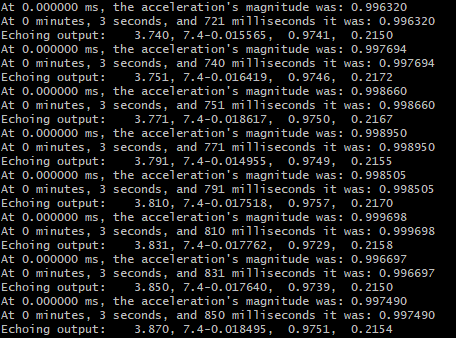 At 0.000000 ms, the acceleration's magnitude was: 0.996320
At 0 minutes, 3 seconds, and 721 milliseconds it was: 0.996320
Echoing output:    3.740, 7.4-0.015565,  0.9741,  0.2150
At 0.000000 ms, the acceleration's magnitude was: 0.997694
At 0 minutes, 3 seconds, and 740 milliseconds it was: 0.997694
Echoing output:    3.751, 7.4-0.016419,  0.9746,  0.2172
At 0.000000 ms, the acceleration's magnitude was: 0.998660
At 0 minutes, 3 seconds, and 751 milliseconds it was: 0.998660
Echoing output:    3.771, 7.4-0.018617,  0.9750,  0.2167
At 0.000000 ms, the acceleration's magnitude was: 0.998950
At 0 minutes, 3 seconds, and 771 milliseconds it was: 0.998950
Echoing output:    3.791, 7.4-0.014955,  0.9749,  0.2155
At 0.000000 ms, the acceleration's magnitude was: 0.998505
At 0 minutes, 3 seconds, and 791 milliseconds it was: 0.998505
Echoing output:    3.810, 7.4-0.017518,  0.9757,  0.2170
At 0.000000 ms, the acceleration's magnitude was: 0.999698
At 0 minutes, 3 seconds, and 810 milliseconds it was: 0.999698
Echoing output:    3.831, 7.4-0.017762,  0.9729,  0.2158
At 0.000000 ms, the acceleration's magnitude was: 0.996697
At 0 minutes, 3 seconds, and 831 milliseconds it was: 0.996697
Echoing output:    3.850, 7.4-0.017640,  0.9739,  0.2150
At 0.000000 ms, the acceleration's magnitude was: 0.997490
At 0 minutes, 3 seconds, and 850 milliseconds it was: 0.997490
Echoing output:    3.870, 7.4-0.018495,  0.9751,  0.2154